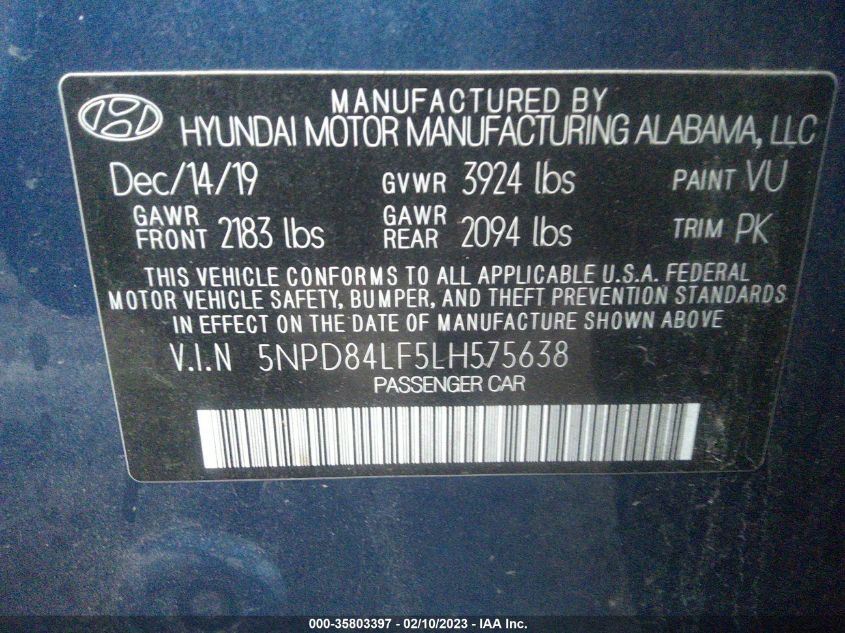 MANUFACTURED BY
HYUNDAI MOTOR MANUFACTURING ALABAMA, LLC
Dec/14/19 GVWR 3924 lbs PAINT VU
GAWR FRONT 2183 lbs GAWR REAR 2094 lbs TRIM PK
THIS VEHICLE CONFORMS TO ALL APPLICABLE U.S.A. FEDERAL
MOTOR VEHICLE SAFETY, BUMPER, AND THEFT PREVENTION STANDARDS
IN EFFECT ON THE DATE OF MANUFACTURE SHOWN ABOVE
V.I.N 5NPD84LF5LH575638
PASSENGER CAR
000-35803397 - 02/10/2023 - IAA Inc.